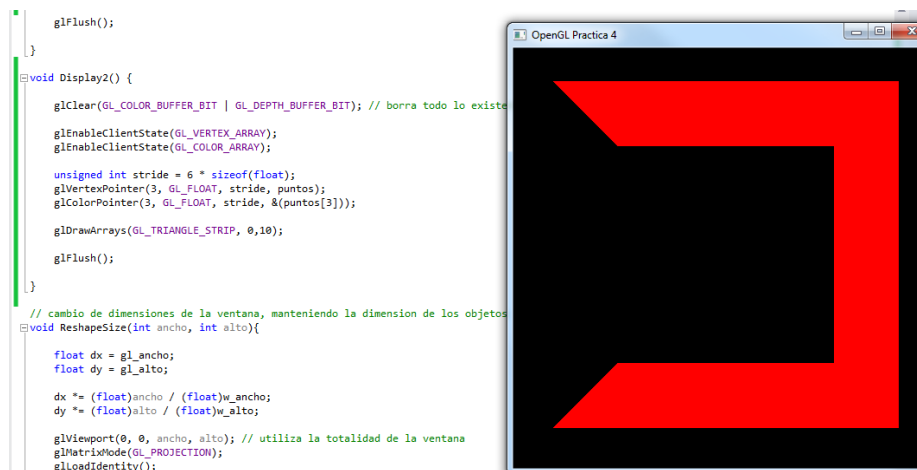 glFlush();
}
void Display2() {
glClear(GL_COLOR_BUFFER_BIT | GL_DEPTH_BUFFER_BIT); // borra todo lo existe
glEnableClientState(GL_VERTEX_ARRAY);
glEnableClientState(GL_COLOR_ARRAY);
unsigned int stride = 6 * sizeof(float);
glVertexPointer(3, GL_FLOAT, stride, puntos);
glColorPointer(3, GL_FLOAT, stride, &(puntos[3]));
glDrawArrays(GL_TRIANGLE_STRIP, 0,10);
glFlush();
}
// cambio de dimensiones de la ventana, manteniendo la dimension de los objetos
void ReshapeSize(int ancho, int alto){
float dx = gl_ancho;
float dy = gl_alto;
dx *= (float)ancho / (float)w_ancho;
dy *= (float)alto / (float)w_alto;
glViewport(0, 0, ancho, alto); // utiliza la totalidad de la ventana
glMatrixMode(GL_PROJECTION);
glLoadIdentity();
OpenGL Practica 4